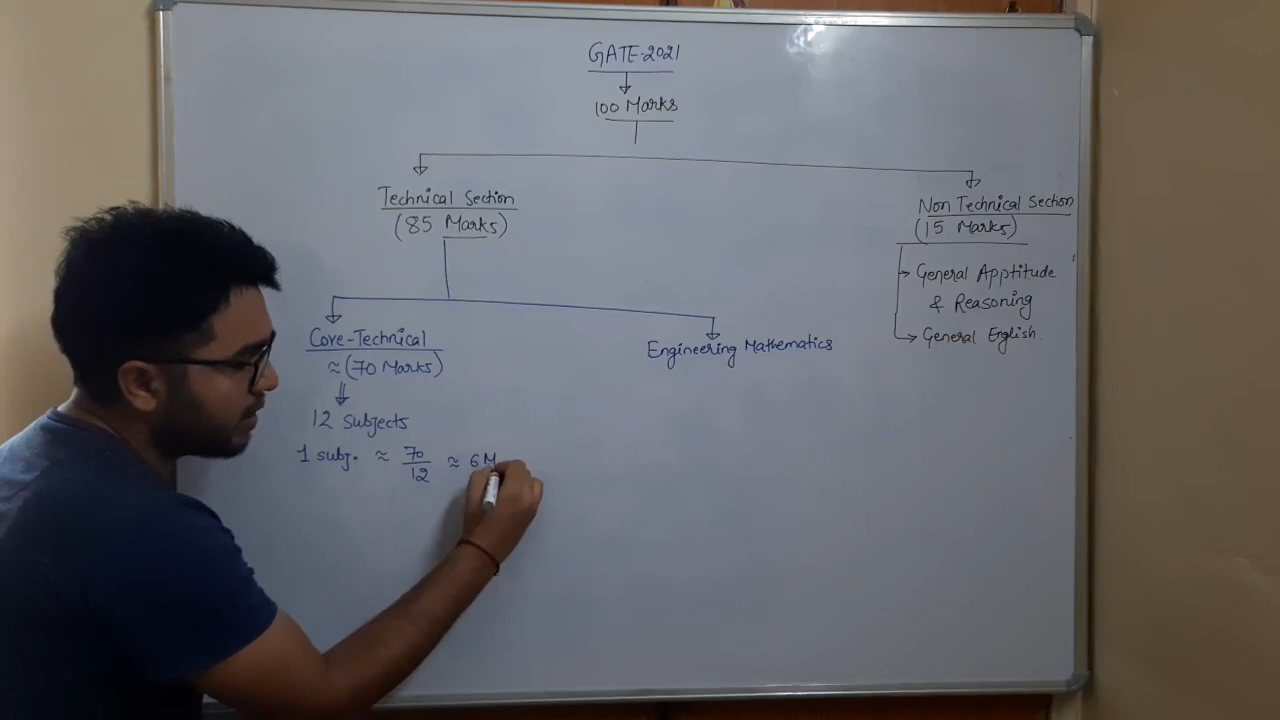 GATE-2021
100 Marks
Technical Section
(85 Marks)
Non Technical Section
(15 Marks)
General Apptitude
& Reasoning
General English
Core-Technical
≈ (70 Marks)
12 subjects
1 subj. ≈ 70/12 ≈ 6M
Engineering Mathematics